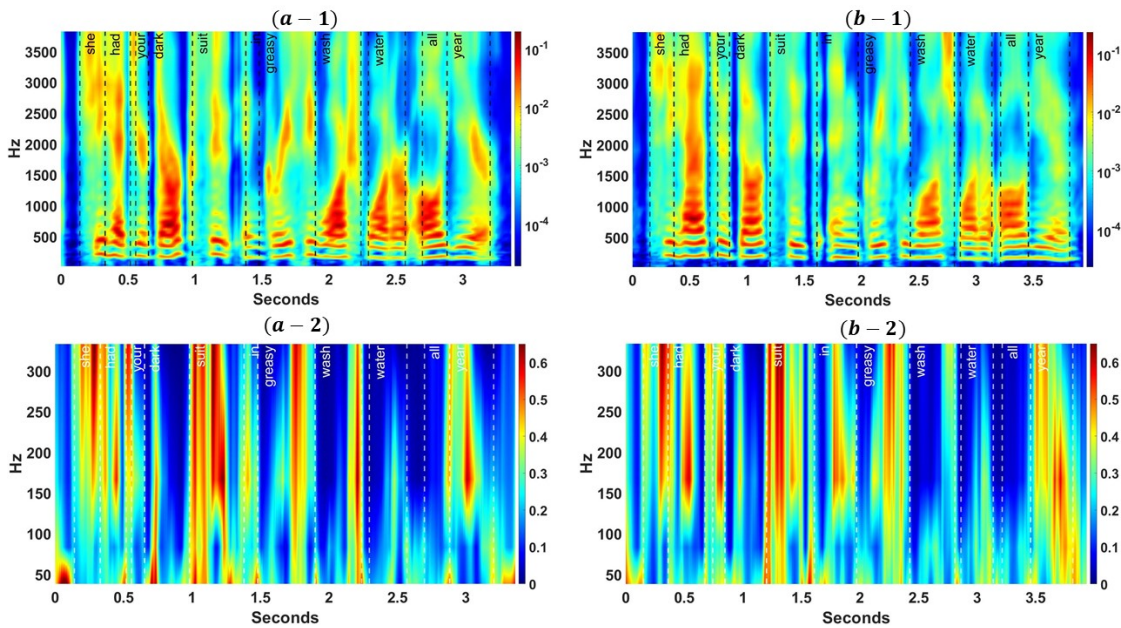 (a − 1)
she had your dark suit in greasy wash water all year
3500
3000
2500
2000
1500
1000
500
Hz
0 0.5 1 1.5 2 2.5 3
Seconds
10⁻¹
10⁻²
10⁻³
10⁻⁴
(b − 1)
she had your dark suit in greasy wash water all year
3500
3000
2500
2000
1500
1000
500
Hz
0 0.5 1 1.5 2 2.5 3 3.5
Seconds
10⁻¹
10⁻²
10⁻³
10⁻⁴
(a − 2)
she had your dark suit in greasy wash water all year
300
250
200
150
100
50
Hz
0 0.5 1 1.5 2 2.5 3
Seconds
0.6
0.5
0.4
0.3
0.2
0.1
0
(b − 2)
she had your dark suit in greasy wash water all year
300
250
200
150
100
50
Hz
0 0.5 1 1.5 2 2.5 3 3.5
Seconds
0.6
0.5
0.4
0.3
0.2
0.1
0